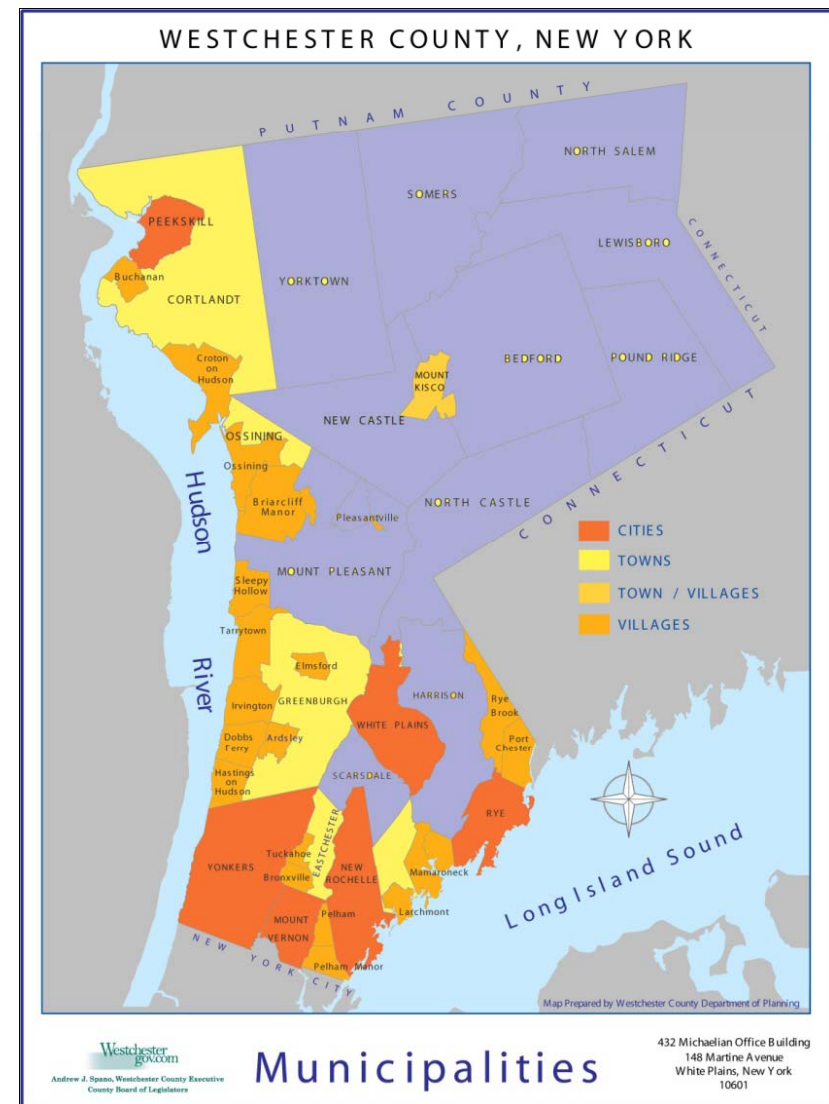 WESTCHESTER COUNTY, NEW YORK
PUTNAM COUNTY
NORTH SALEM
SOMERS
PEEKSKILL
LEWISBORO
CONNECTICUT
Buchanan
YORKTOWN
CORTLANDT
Croton
on
Hudson
MOUNT
KISCO
BEDFORD
POUND RIDGE
NEW CASTLE
OSSINING
Ossining
Hudson River
Briarcliff
Manor
Pleasantville
NORTH CASTLE
CONNECTICUT
CITIES
TOWNS
TOWN / VILLAGES
VILLAGES
MOUNT PLEASANT
Sleepy
Hollow
Tarrytown
Elmsford
Irvington
GREENBURGH
HARRISON
Rye
Brook
WHITE PLAINS
Dobbs
Ferry
Ardsley
Port
Chester
Hastings
on
Hudson
SCARSDALE
RYE
EASTCHESTER
Tuckahoe
YONKERS
Bronxville
NEW
ROCHELLE
Mamaroneck
Long Island Sound
Latchmont
MOUNT
VERNON
Pelham
Pelham Manor
NEW YORK CITY
Map Prepared by Westchester County Department of Planning
Westchester
gov.com
Andrew J. Spano, Westchester County Executive
County Board of Legislators
Municipalities
432 Michaelian Office Building
148 Martine Avenue
White Plains, New York
10601